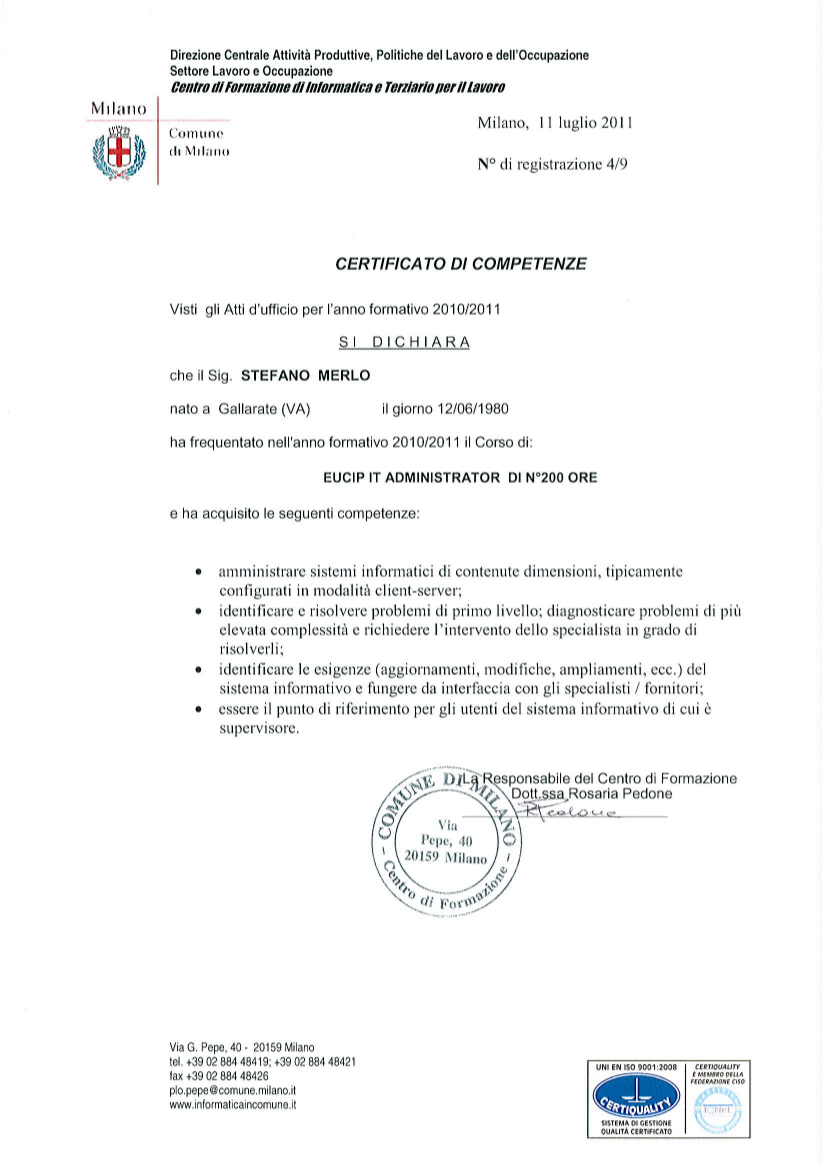 Direzione Centrale Attività Produttive, Politiche del Lavoro e dell'Occupazione
Settore Lavoro e Occupazione
Centro di Formazione di Informatica e Terziario per il Lavoro
Milano
Comune
di Milano
Milano, 11 luglio 2011
N° di registrazione 4/9
CERTIFICATO DI COMPETENZE
Visti gli Atti d'ufficio per l'anno formativo 2010/2011
SI DICHIARA
che il Sig. STEFANO MERLO
nato a Gallarate (VA) il giorno 12/06/1980
ha frequentato nell'anno formativo 2010/2011 il Corso di:
EUCIP IT ADMINISTRATOR DI N°200 ORE
e ha acquisito le seguenti competenze:
• amministrare sistemi informatici di contenute dimensioni, tipicamente
configurati in modalità client-server;
• identificare e risolvere problemi di primo livello; diagnosticare problemi di più
elevata complessità e richiedere l'intervento dello specialista in grado di
risolverli;
• identificare le esigenze (aggiornamenti, modifiche, ampliamenti, ecc.) del
sistema informativo e fungere da interfaccia con gli specialisti / fornitori;
• essere il punto di riferimento per gli utenti del sistema informativo di cui è
supervisore.
La Responsabile del Centro di Formazione
Dott.ssa Rosaria Pedone
COMUNE DI MILANO
Via
Pepe, 40
20159 Milano
- Centro di Formazione -
Via G. Pepe, 40 - 20159 Milano
tel. +39 02 884 48419; +39 02 884 48421
fax +39 02 884 48426
plo.pepe@comune.milano.it
www.informaticaincomune.it
UNI EN ISO 9001:2008
CERTIQUALITY
SISTEMA DI GESTIONE
QUALITÀ CERTIFICATO
CERTIQUALITY
È MEMBRO DELLA
FEDERAZIONE CISQ
IQNet